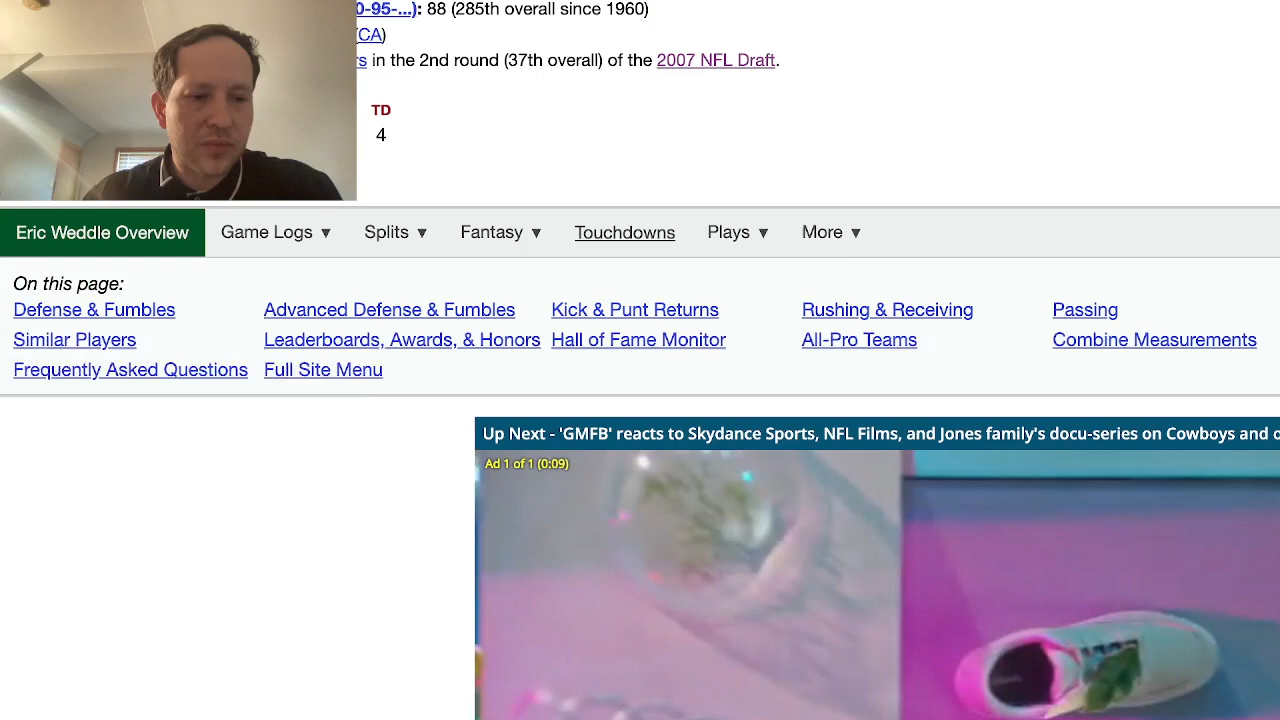 0-95-...): 88 (285th overall since 1960)
(CA)
rs in the 2nd round (37th overall) of the 2007 NFL Draft.
TD
4
Eric Weddle Overview Game Logs ▼ Splits ▼ Fantasy ▼ Touchdowns Plays ▼ More ▼
On this page:
Defense & Fumbles Advanced Defense & Fumbles Kick & Punt Returns Rushing & Receiving Passing
Similar Players Leaderboards, Awards, & Honors Hall of Fame Monitor All-Pro Teams Combine Measurements
Frequently Asked Questions Full Site Menu
Up Next - 'GMFB' reacts to Skydance Sports, NFL Films, and Jones family's docu-series on Cowboys and
Ad 1 of 1 (0:09)